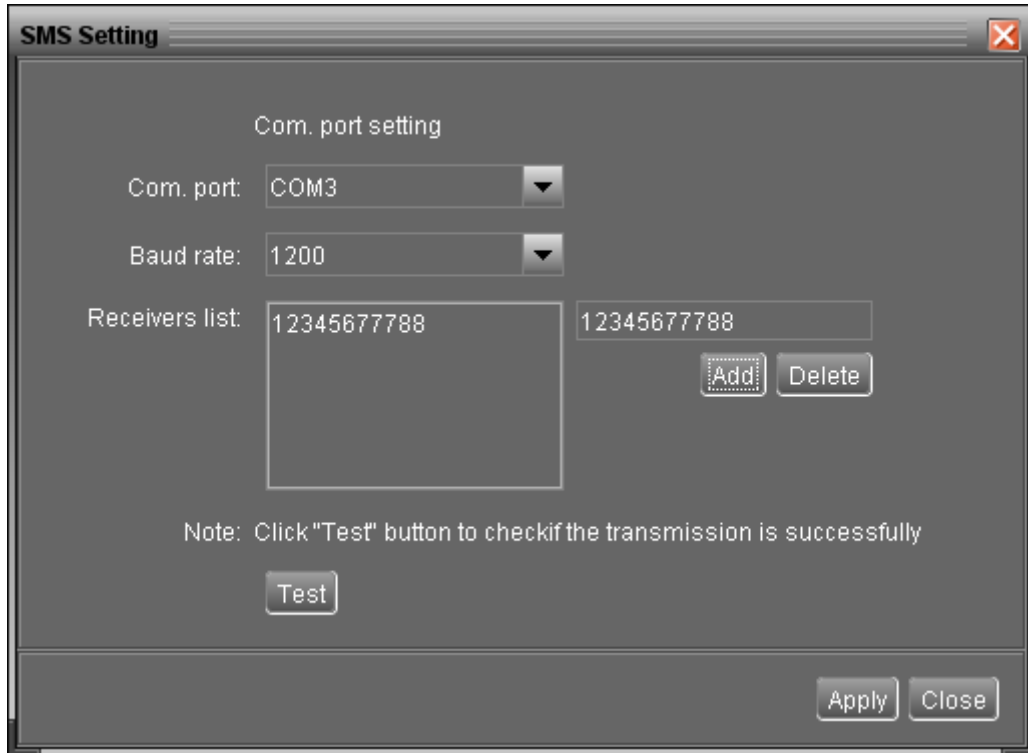 SMS Setting
Com. port setting
Com. port: COM3
Baud rate: 1200
Receivers list: 12345677788 12345677788
Add Delete
Note: Click "Test" button to checkif the transmission is successfully
Test
Apply Close